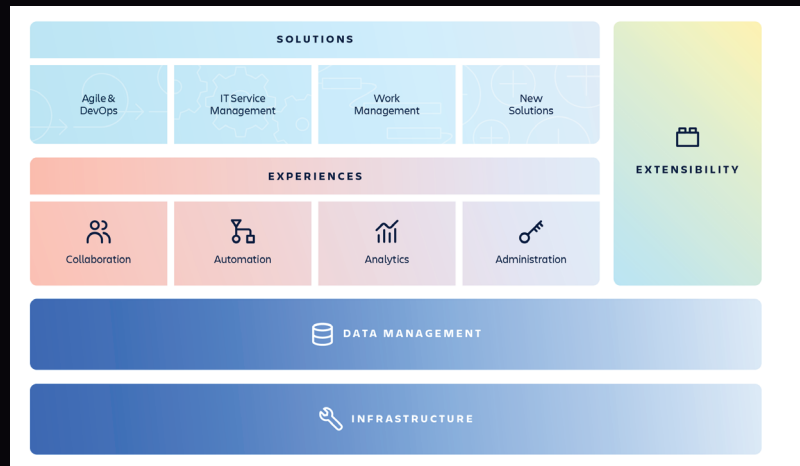 SOLUTIONS
Agile &
DevOps
IT Service
Management
Work
Management
New
Solutions
EXTENSIBILITY
EXPERIENCES
Collaboration
Automation
Analytics
Administration
DATA MANAGEMENT
INFRASTRUCTURE